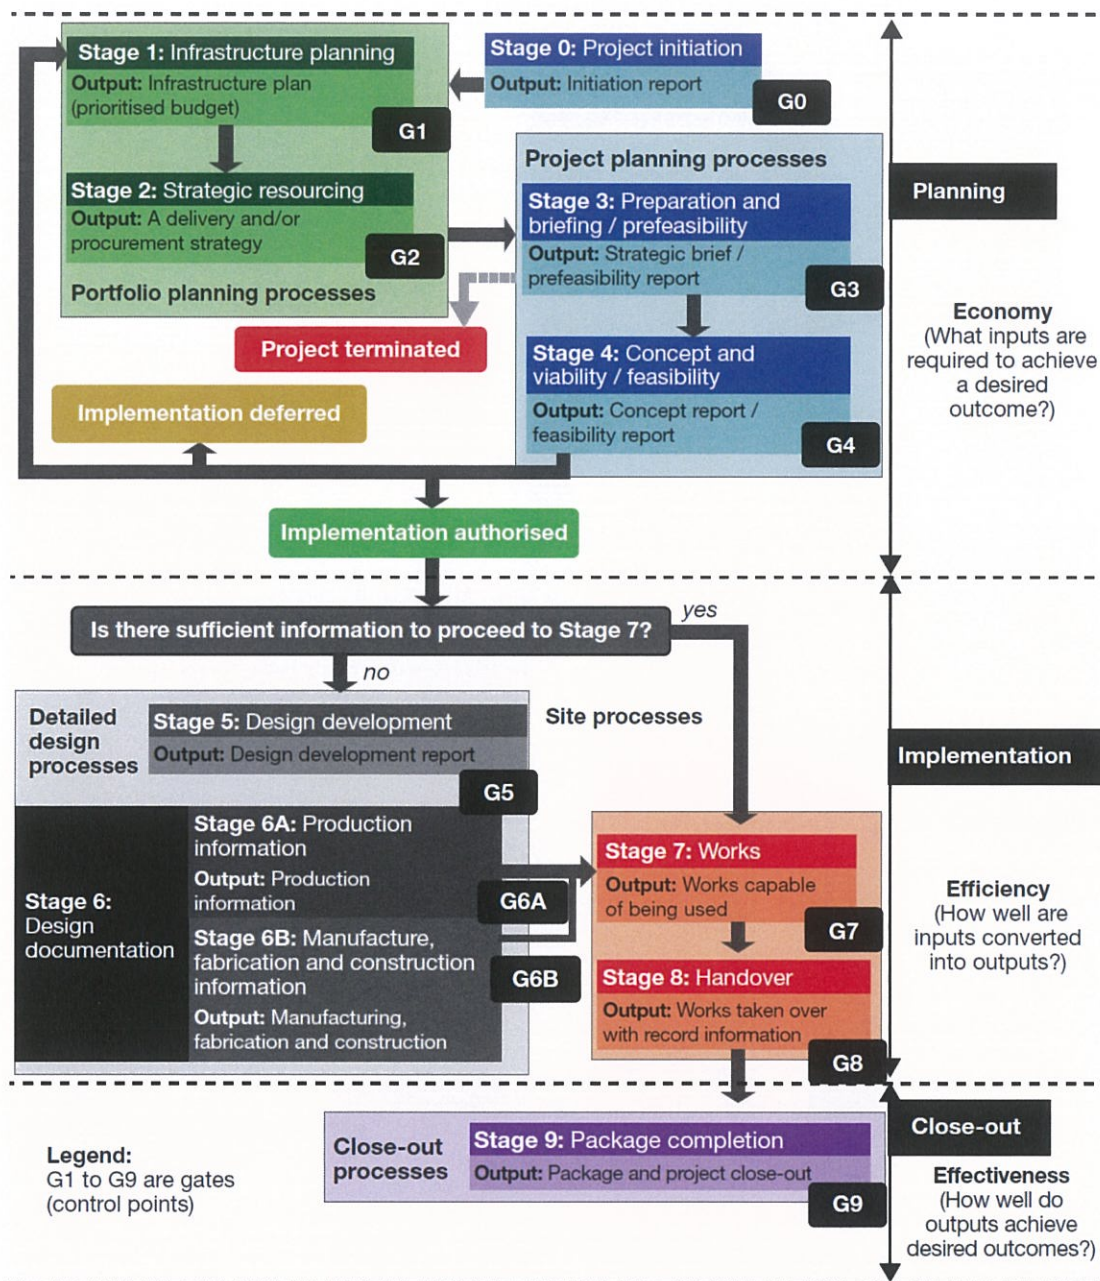 Stage 1: Infrastructure planning
Output: Infrastructure plan
(prioritised budget)
G1
Stage 0: Project initiation
Output: Initiation report
G0
Stage 2: Strategic resourcing
Output: A delivery and/or
procurement strategy
G2
Portfolio planning processes
Project planning processes
Stage 3: Preparation and
briefing / prefeasibility
Output: Strategic brief /
prefeasibility report
G3
Stage 4: Concept and
viability / feasibility
Output: Concept report /
feasibility report
G4
Planning
Economy
(What inputs are
required to achieve
a desired
outcome?)
Project terminated
Implementation deferred
Implementation authorised
Is there sufficient information to proceed to Stage 7?
yes
no
Detailed
design
processes
Stage 5: Design development
Output: Design development report
G5
Site processes
Stage 6:
Design
documentation
Stage 6A: Production
information
Output: Production
information
G6A
Stage 6B: Manufacture,
fabrication and construction
information
G6B
Output: Manufacturing,
fabrication and construction
Stage 7: Works
Output: Works capable
of being used
G7
Stage 8: Handover
Output: Works taken over
with record information
G8
Implementation
Efficiency
(How well are
inputs converted
into outputs?)
Legend:
G1 to G9 are gates
(control points)
Close-out
processes
Stage 9: Package completion
Output: Package and project close-out
G9
Close-out
Effectiveness
(How well do
outputs achieve
desired outcomes?)